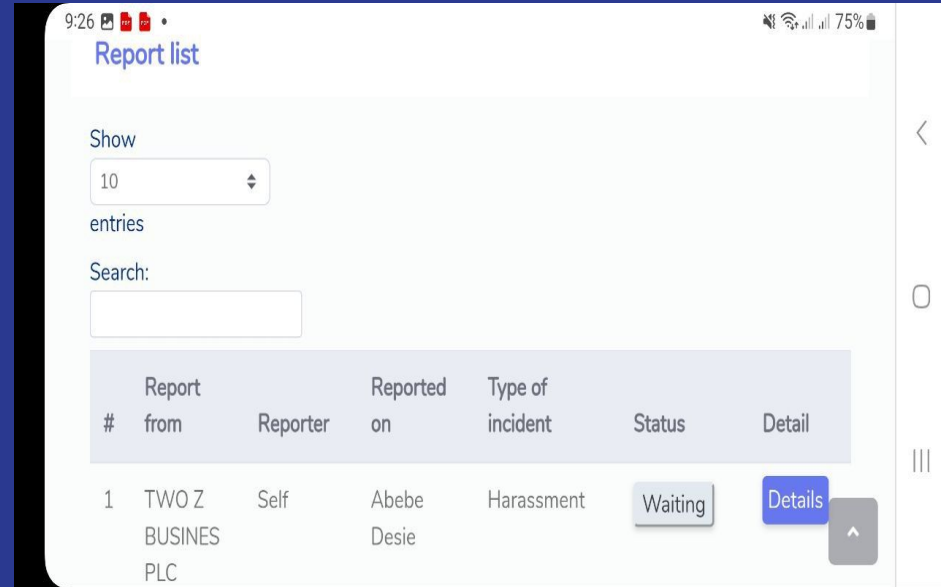 9:26 75%
Report list
Show
10
entries
Search:
Report Reported Type of
# from Reporter on incident Status Detail
1 TWO Z Self Abebe Harassment Waiting Details
BUSINES Desie
PLC